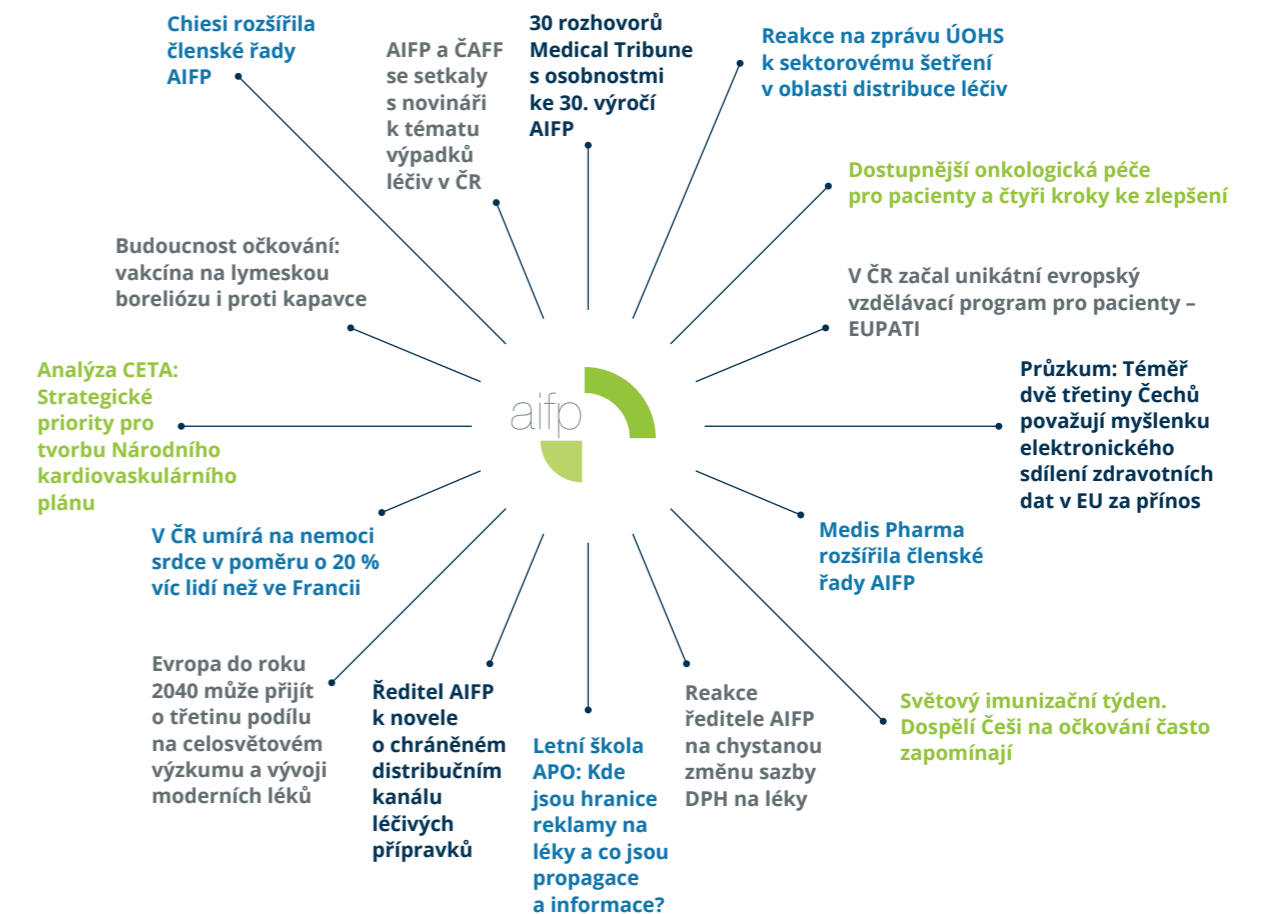 Chiesi rozšířila
členské řady
AIFP
AIFP a ČAFF
se setkaly
s novináři
k tématu
výpadků
léčiv v ČR
30 rozhovorů
Medical Tribune
s osobnostmi
ke 30. výročí
AIFP
Reakce na zprávu ÚOHS
k sektorovému šetření
v oblasti distribuce léčiv
Dostupnější onkologická péče
pro pacienty a čtyři kroky ke zlepšení
Budoucnost očkování:
vakcína na lymeskou
boreliózu i proti kapavce
V ČR začal unikátní evropský
vzdělávací program pro pacienty –
EUPATI
Analýza CETA:
Strategické
priority pro
tvorbu Národního
kardiovaskulárního
plánu
aifp
Průzkum: Téměř
dvě třetiny Čechů
považují myšlenku
elektronického
sdílení zdravotních
dat v EU za přínos
V ČR umírá na nemoci
srdce v poměru o 20 %
víc lidí než ve Francii
Medis Pharma
rozšířila členské
řady AIFP
Evropa do roku
2040 může přijít
o třetinu podílu
na celosvětovém
výzkumu a vývoji
moderních léků
Ředitel AIFP
k novele
o chráněném
distribučním
kanálu
léčivých
přípravků
Letní škola
APO: Kde
jsou hranice
reklamy na
léky a co jsou
propagace
a informace?
Reakce
ředitele AIFP
na chystanou
změnu sazby
DPH na léky
Světový imunizační týden.
Dospělí Češi na očkování často
zapomínají